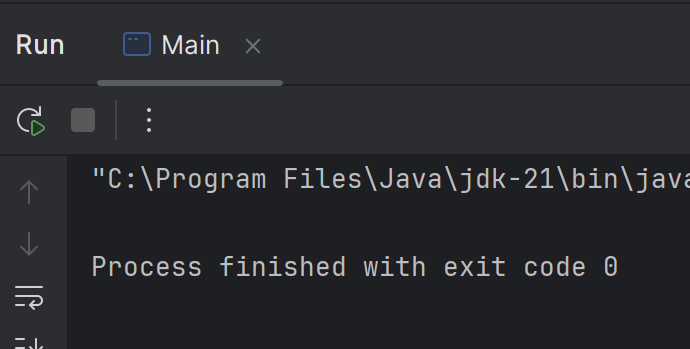 Run Main
"C:\Program Files\Java\jdk-21\bin\java
Process finished with exit code 0